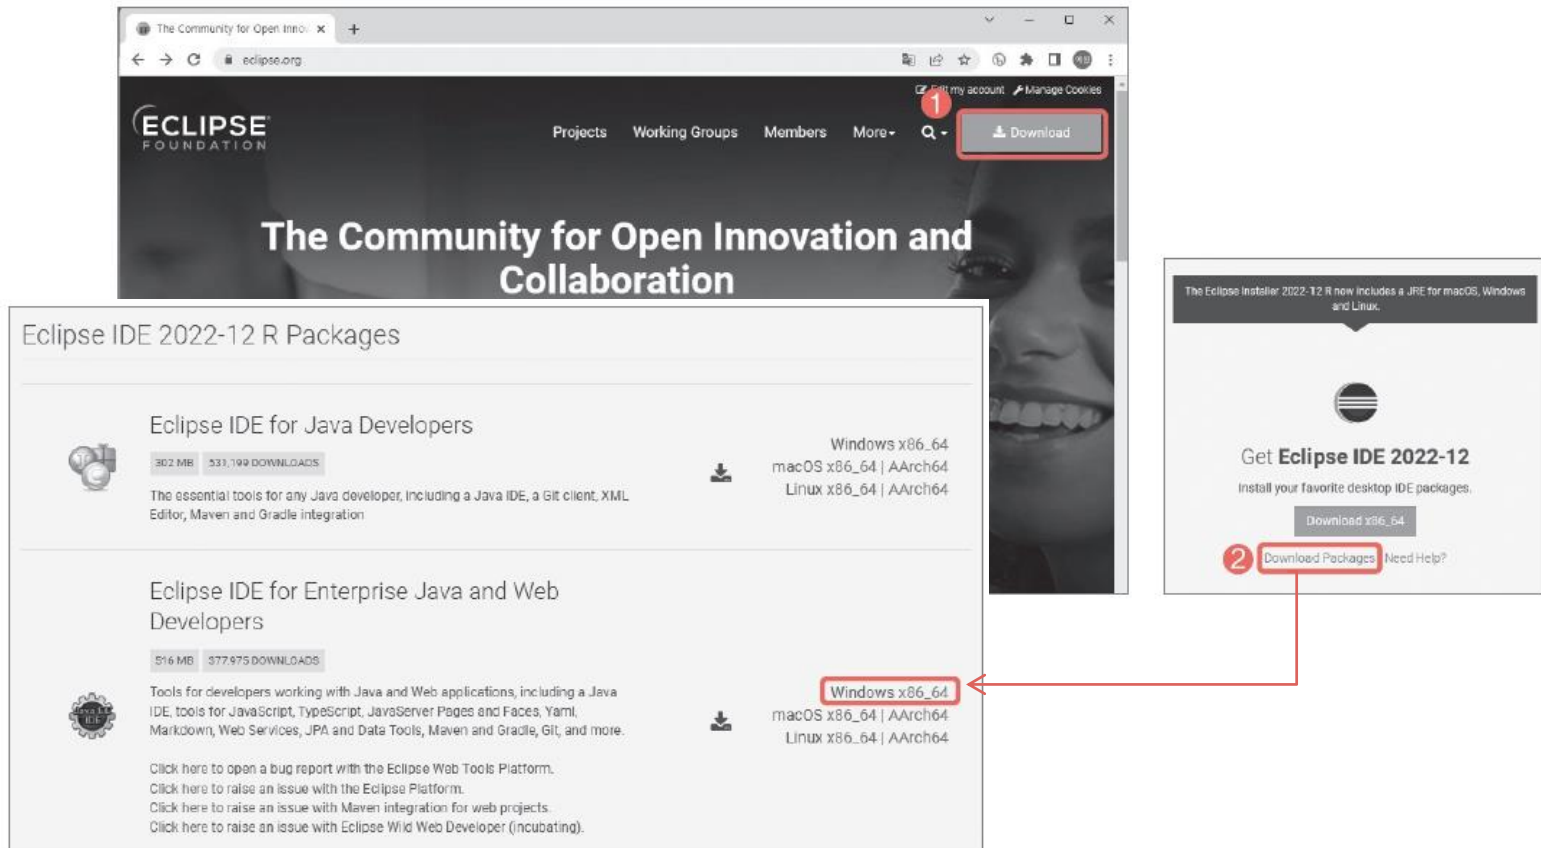 The Community for Open Inno
eclipse.org
Edit my account Manage Cookies
1
ECLIPSE
FOUNDATION
Projects Working Groups Members More Download
The Community for Open Innovation and
Collaboration
Eclipse IDE 2022-12 R Packages
Eclipse IDE for Java Developers
302 MB 531,199 DOWNLOADS
The essential tools for any Java developer, including a Java IDE, a Git client, XML
Editor, Maven and Gradle integration
Windows x86_64
macOS x86_64 | AArch64
Linux x86_64 | AArch64
Eclipse IDE for Enterprise Java and Web
Developers
516 MB 377,975 DOWNLOADS
Tools for developers working with Java and Web applications, including a Java
IDE, tools for JavaScript, TypeScript, JavaServer Pages and Faces, Yaml,
Markdown, Web Services, JPA and Data Tools, Maven and Gradle, Git, and more.
Click here to open a bug report with the Eclipse Web Tools Platform.
Click here to raise an issue with the Eclipse Platform.
Click here to raise an issue with Maven integration for web projects.
Click here to raise an issue with Eclipse Wild Web Developer (incubating).
Java EE
IDE
Windows x86_64
macOS x86_64 | AArch64
Linux x86_64 | AArch64
The Eclipse Installer 2022-12 R now includes a JRE for macOS, Windows
and Linux.
Get Eclipse IDE 2022-12
Install your favorite desktop IDE packages.
Download x86_64
2
Download Packages Need Help?